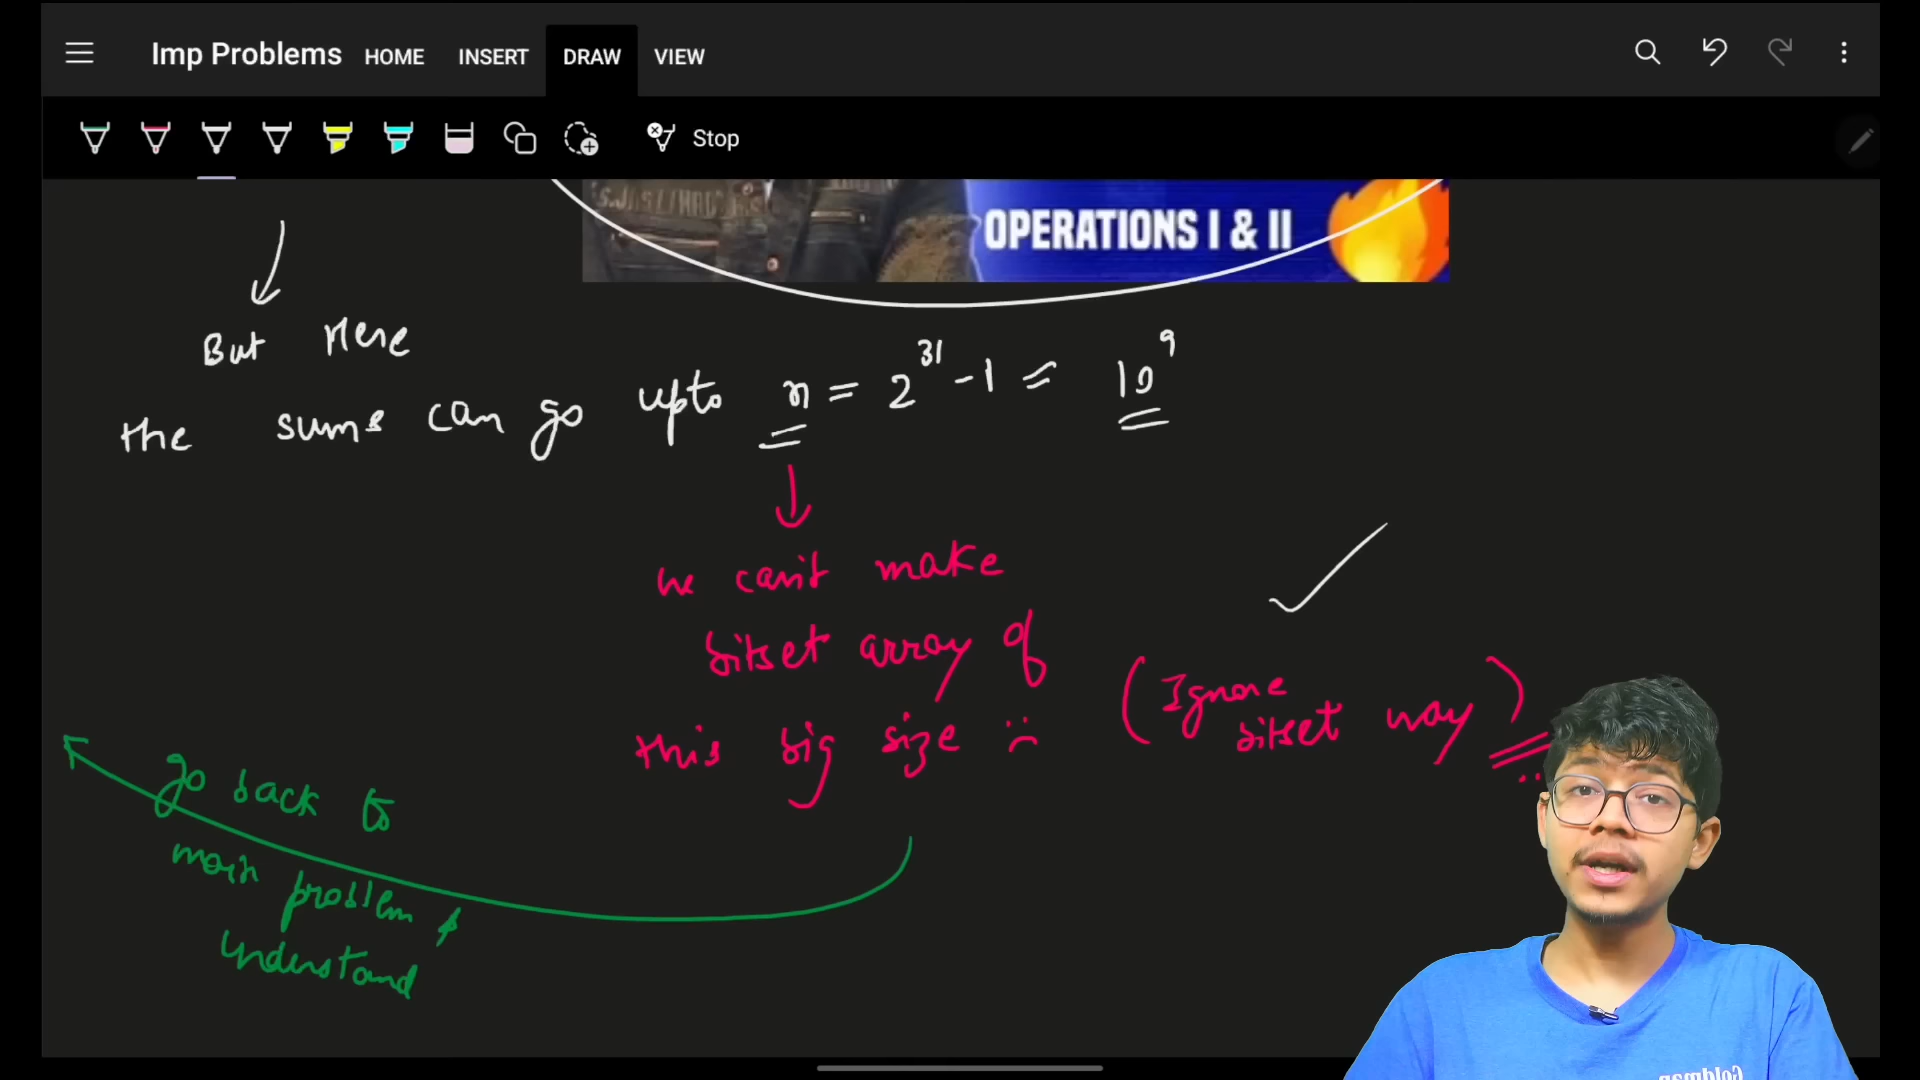 Imp Problems HOME INSERT DRAW VIEW
Stop
OPERATIONS I & II
But Here
the sums can go upto n = 2^31 - 1 ≈ 10^9
we can't make
bitset array of
this big size :(
(Ignore
bitset way)
go back to
main problem &
understand